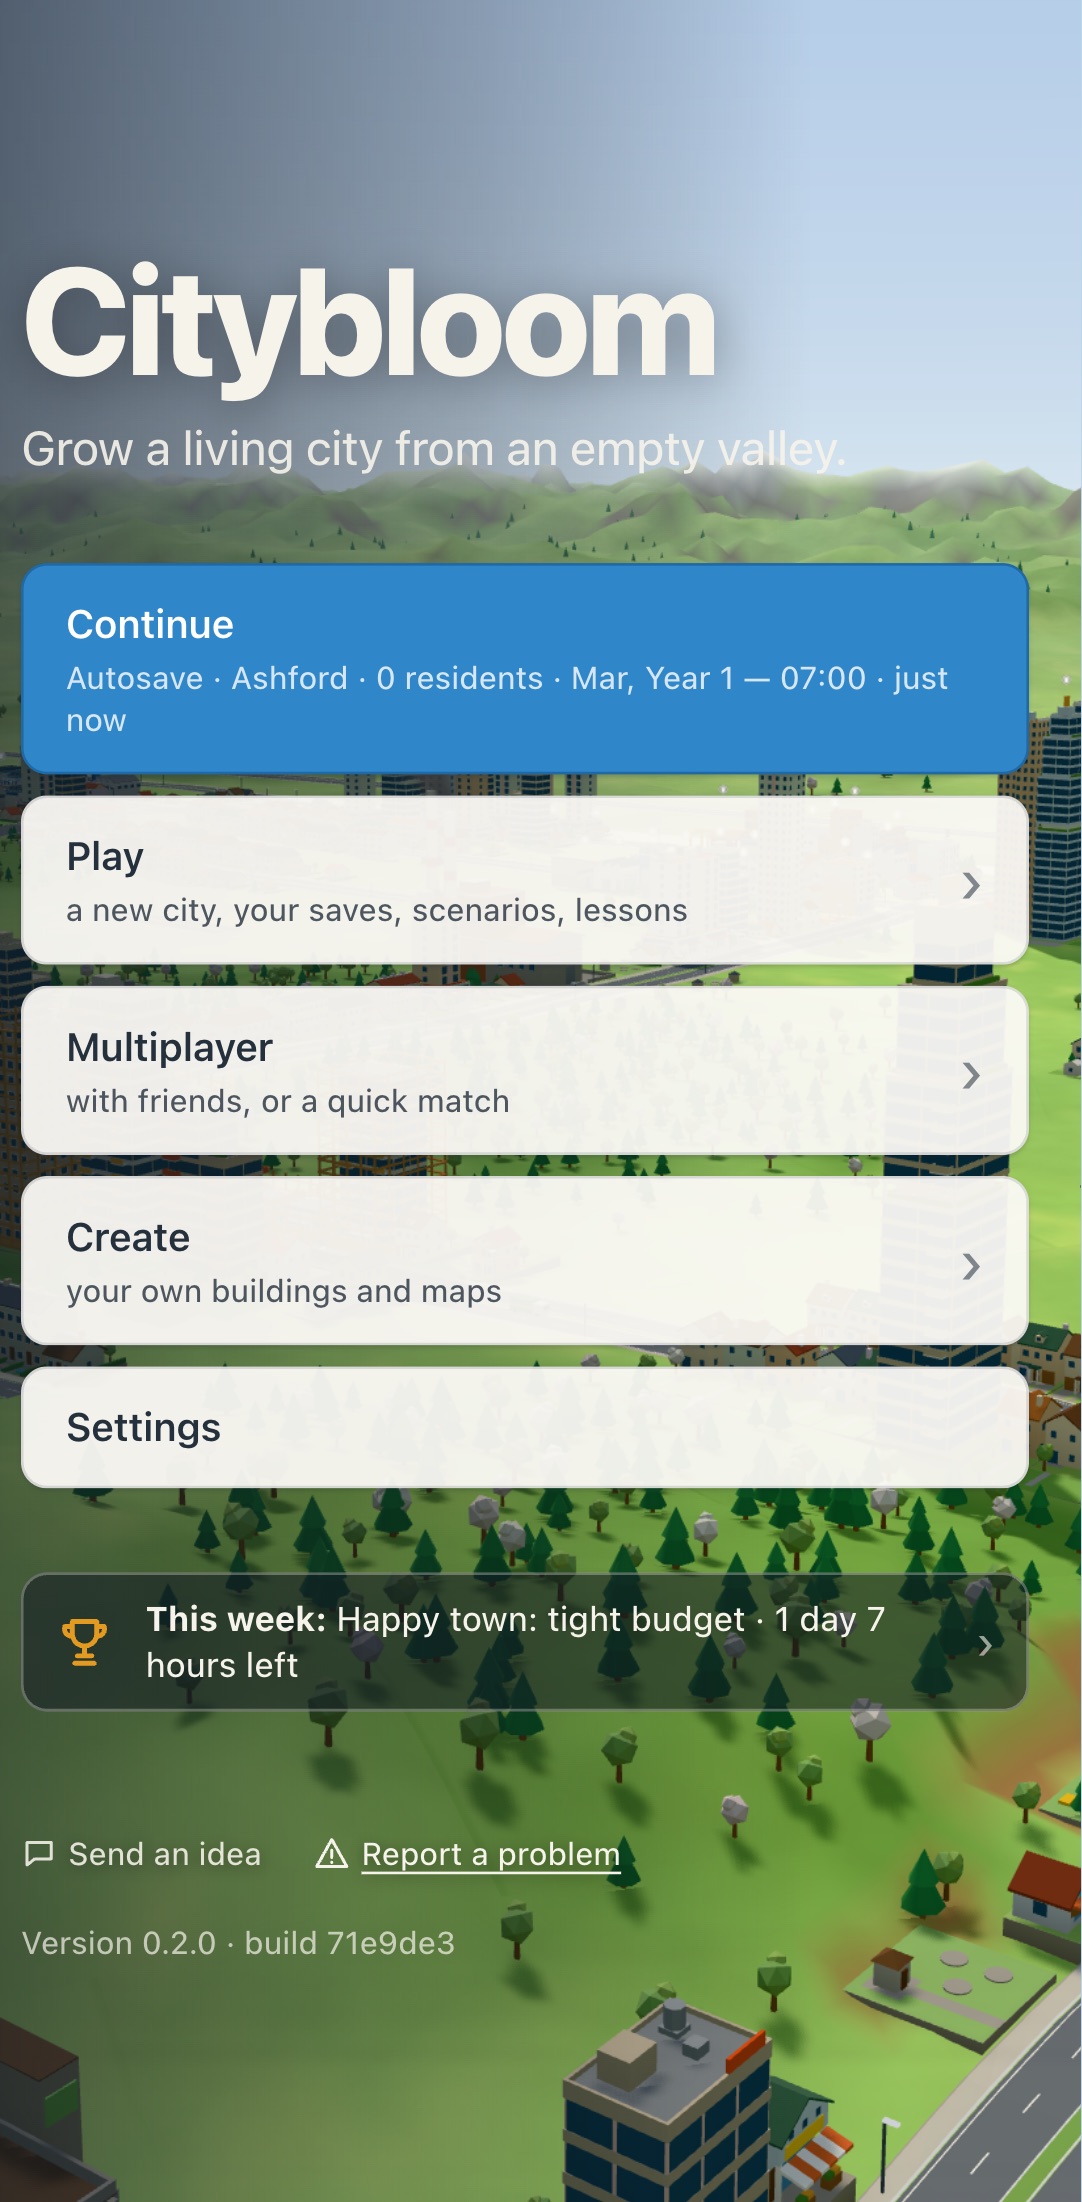 Citybloom
Grow a living city from an empty valley.
Continue
Autosave · Ashford · 0 residents · Mar, Year 1 — 07:00 · just
now
Play
a new city, your saves, scenarios, lessons
Multiplayer
with friends, or a quick match
Create
your own buildings and maps
Settings
This week: Happy town: tight budget · 1 day 7
hours left
Send an idea
Report a problem
Version 0.2.0 · build 71e9de3